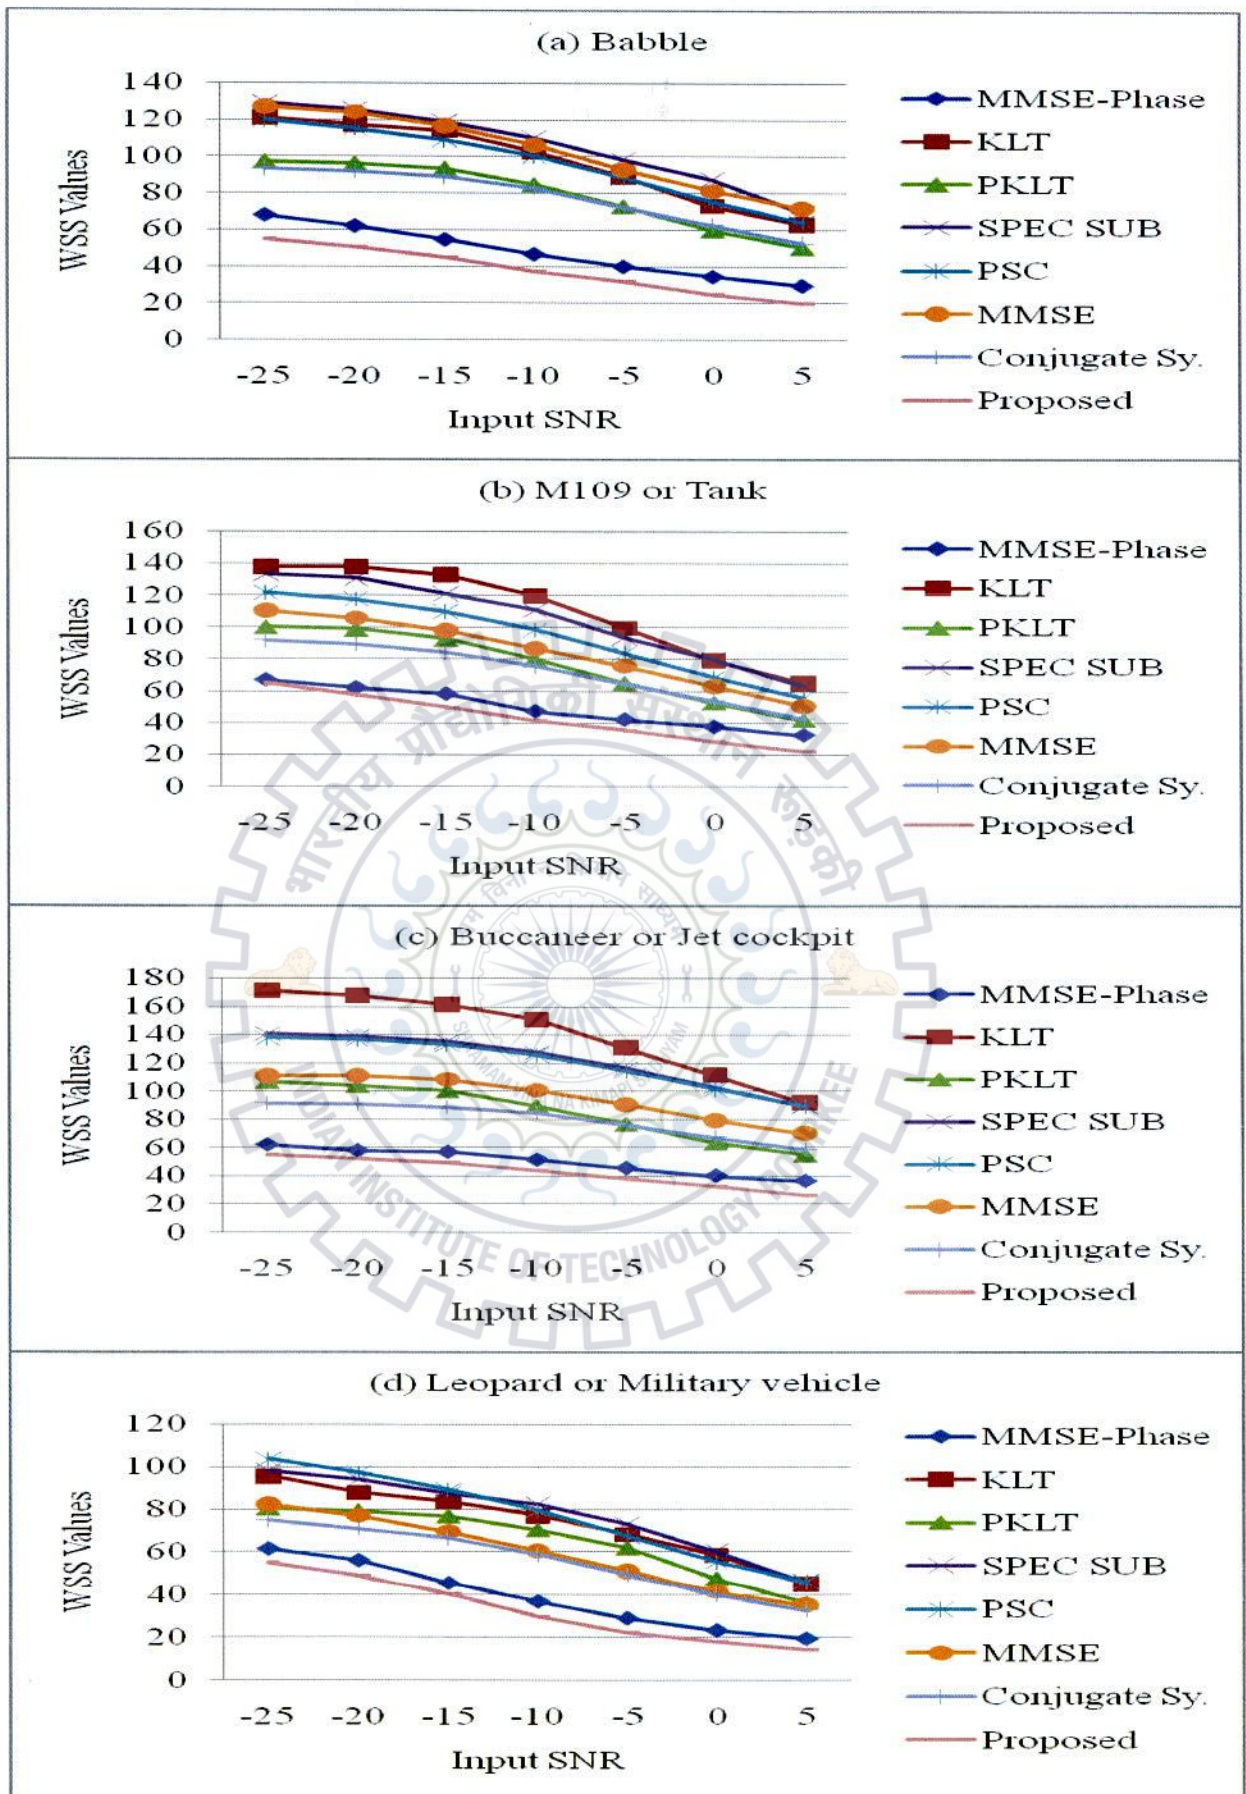 (a) Babble
140
120
100
80
60
40
20
0
WSS Values
-25 -20 -15 -10 -5 0 5
Input SNR
MMSE-Phase
KLT
PKLT
SPEC SUB
PSC
MMSE
Conjugate Sy.
Proposed
(b) M109 or Tank
160
140
120
100
80
60
40
20
0
WSS Values
-25 -20 -15 -10 -5 0 5
Input SNR
MMSE-Phase
KLT
PKLT
SPEC SUB
PSC
MMSE
Conjugate Sy.
Proposed
(c) Buccaneer or Jet cockpit
180
160
140
120
100
80
60
40
20
0
WSS Values
-25 -20 -15 -10 -5 0 5
Input SNR
MMSE-Phase
KLT
PKLT
SPEC SUB
PSC
MMSE
Conjugate Sy.
Proposed
(d) Leopard or Military vehicle
120
100
80
60
40
20
0
WSS Values
-25 -20 -15 -10 -5 0 5
Input SNR
MMSE-Phase
KLT
PKLT
SPEC SUB
PSC
MMSE
Conjugate Sy.
Proposed
भारतीय प्रौद्योगिकी संस्थान रूड़की
INDIAN INSTITUTE OF TECHNOLOGY ROORKEE